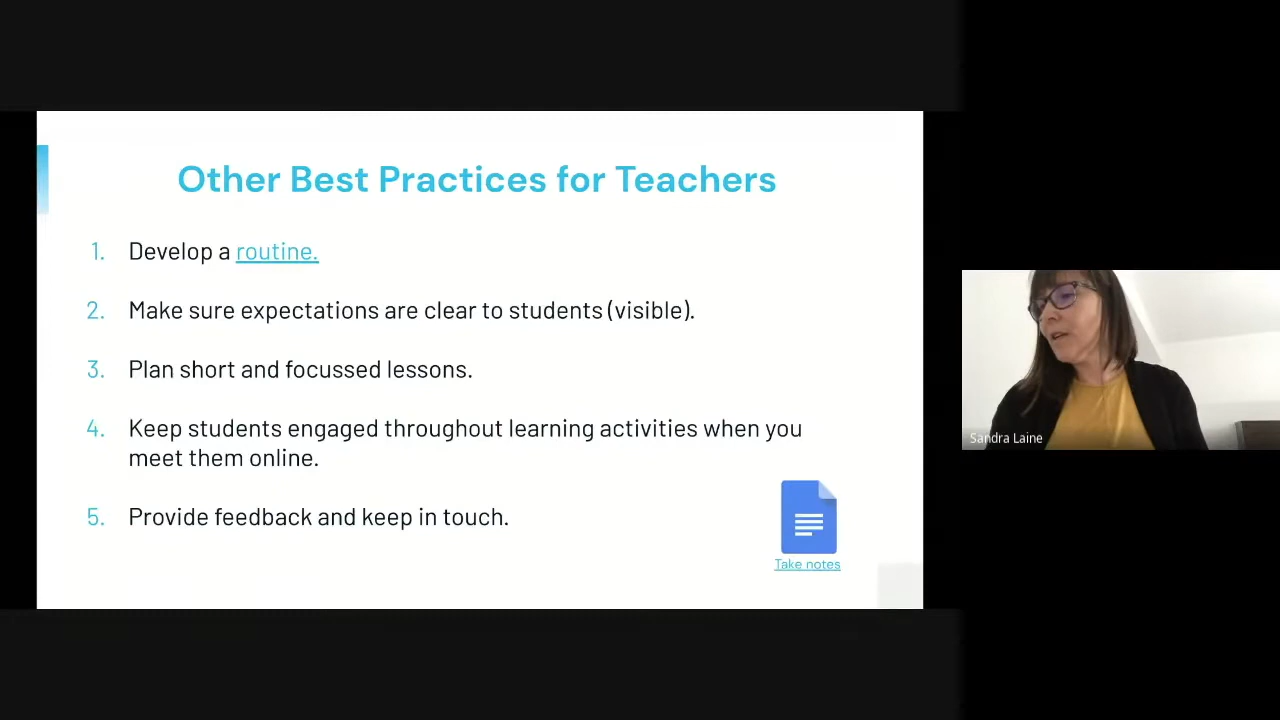 Other Best Practices for Teachers
1. Develop a routine.
2. Make sure expectations are clear to students (visible).
3. Plan short and focussed lessons.
4. Keep students engaged throughout learning activities when you
meet them online.
5. Provide feedback and keep in touch.
Take notes
Sandra Laine